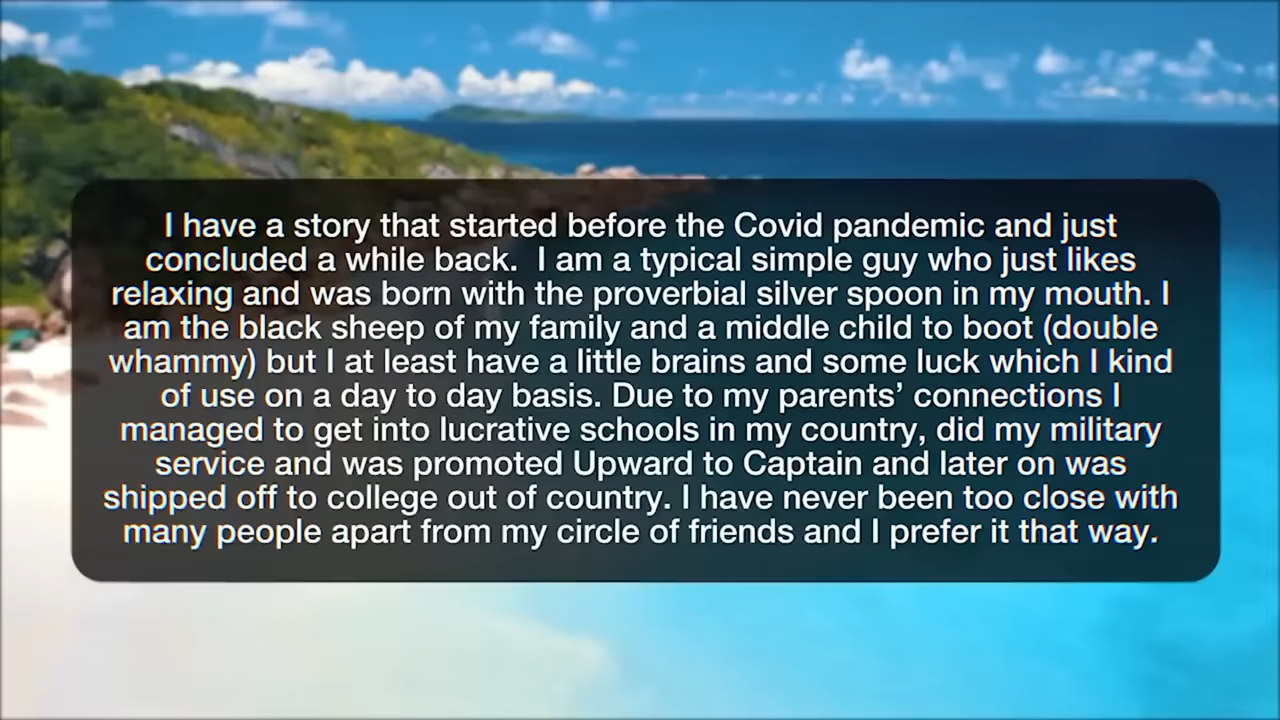 I have a story that started before the Covid pandemic and just
concluded a while back.  I am a typical simple guy who just likes
relaxing and was born with the proverbial silver spoon in my mouth. I
am the black sheep of my family and a middle child to boot (double
whammy) but I at least have a little brains and some luck which I kind
of use on a day to day basis. Due to my parents’ connections I
managed to get into lucrative schools in my country, did my military
service and was promoted Upward to Captain and later on was
shipped off to college out of country. I have never been too close with
many people apart from my circle of friends and I prefer it that way.